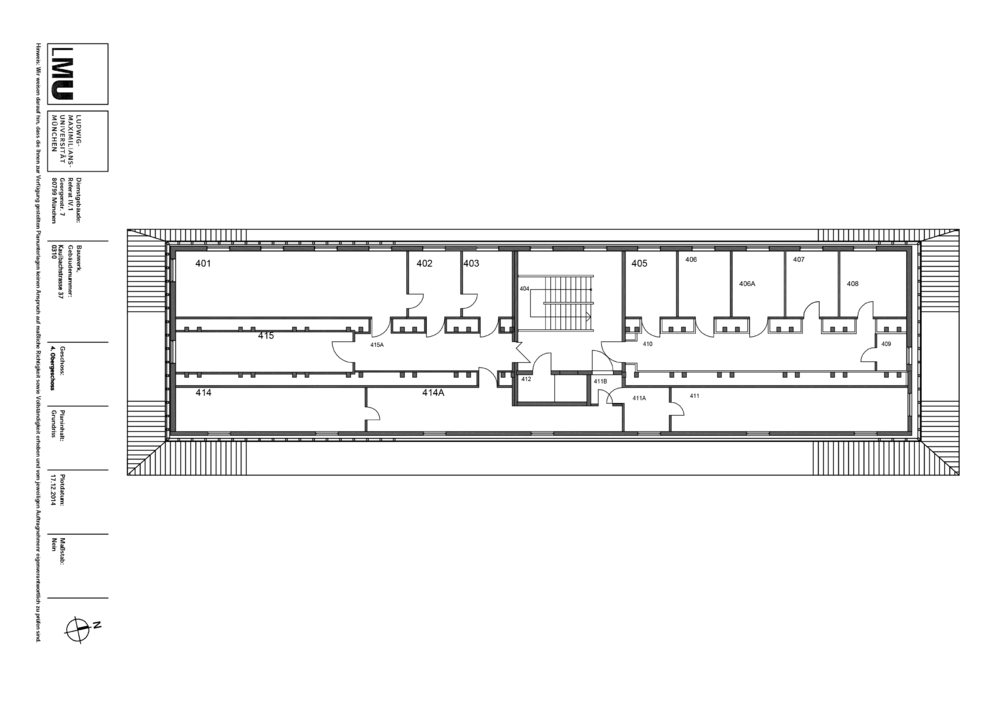 LMU
LUDWIG-
MAXIMILIANS-
UNIVERSITÄT
MÜNCHEN
Dienstgebäude:
Referat IV.1
Georgenstr. 7
80799 München
Bauwerk,
Gebäudenummer:
Kaulbachstrasse 37
0310
Geschoss:
4. Obergeschoss
Planinhalt:
Grundriss
Plotdatum:
17.12.2014
Maßstab:
Nein
N
Hinweis: Wir weisen darauf hin, dass die Ihnen zur Verfügung gestellten Planunterlagen keinen Anspruch auf maßliche Richtigkeit sowie Vollständigkeit erheben und vom jeweiligen Auftragnehmer eigenverantwortlich zu prüfen sind.
401
402
403
404
405
406
406A
407
408
415
415A
410
409
414
414A
412
411B
411A
411